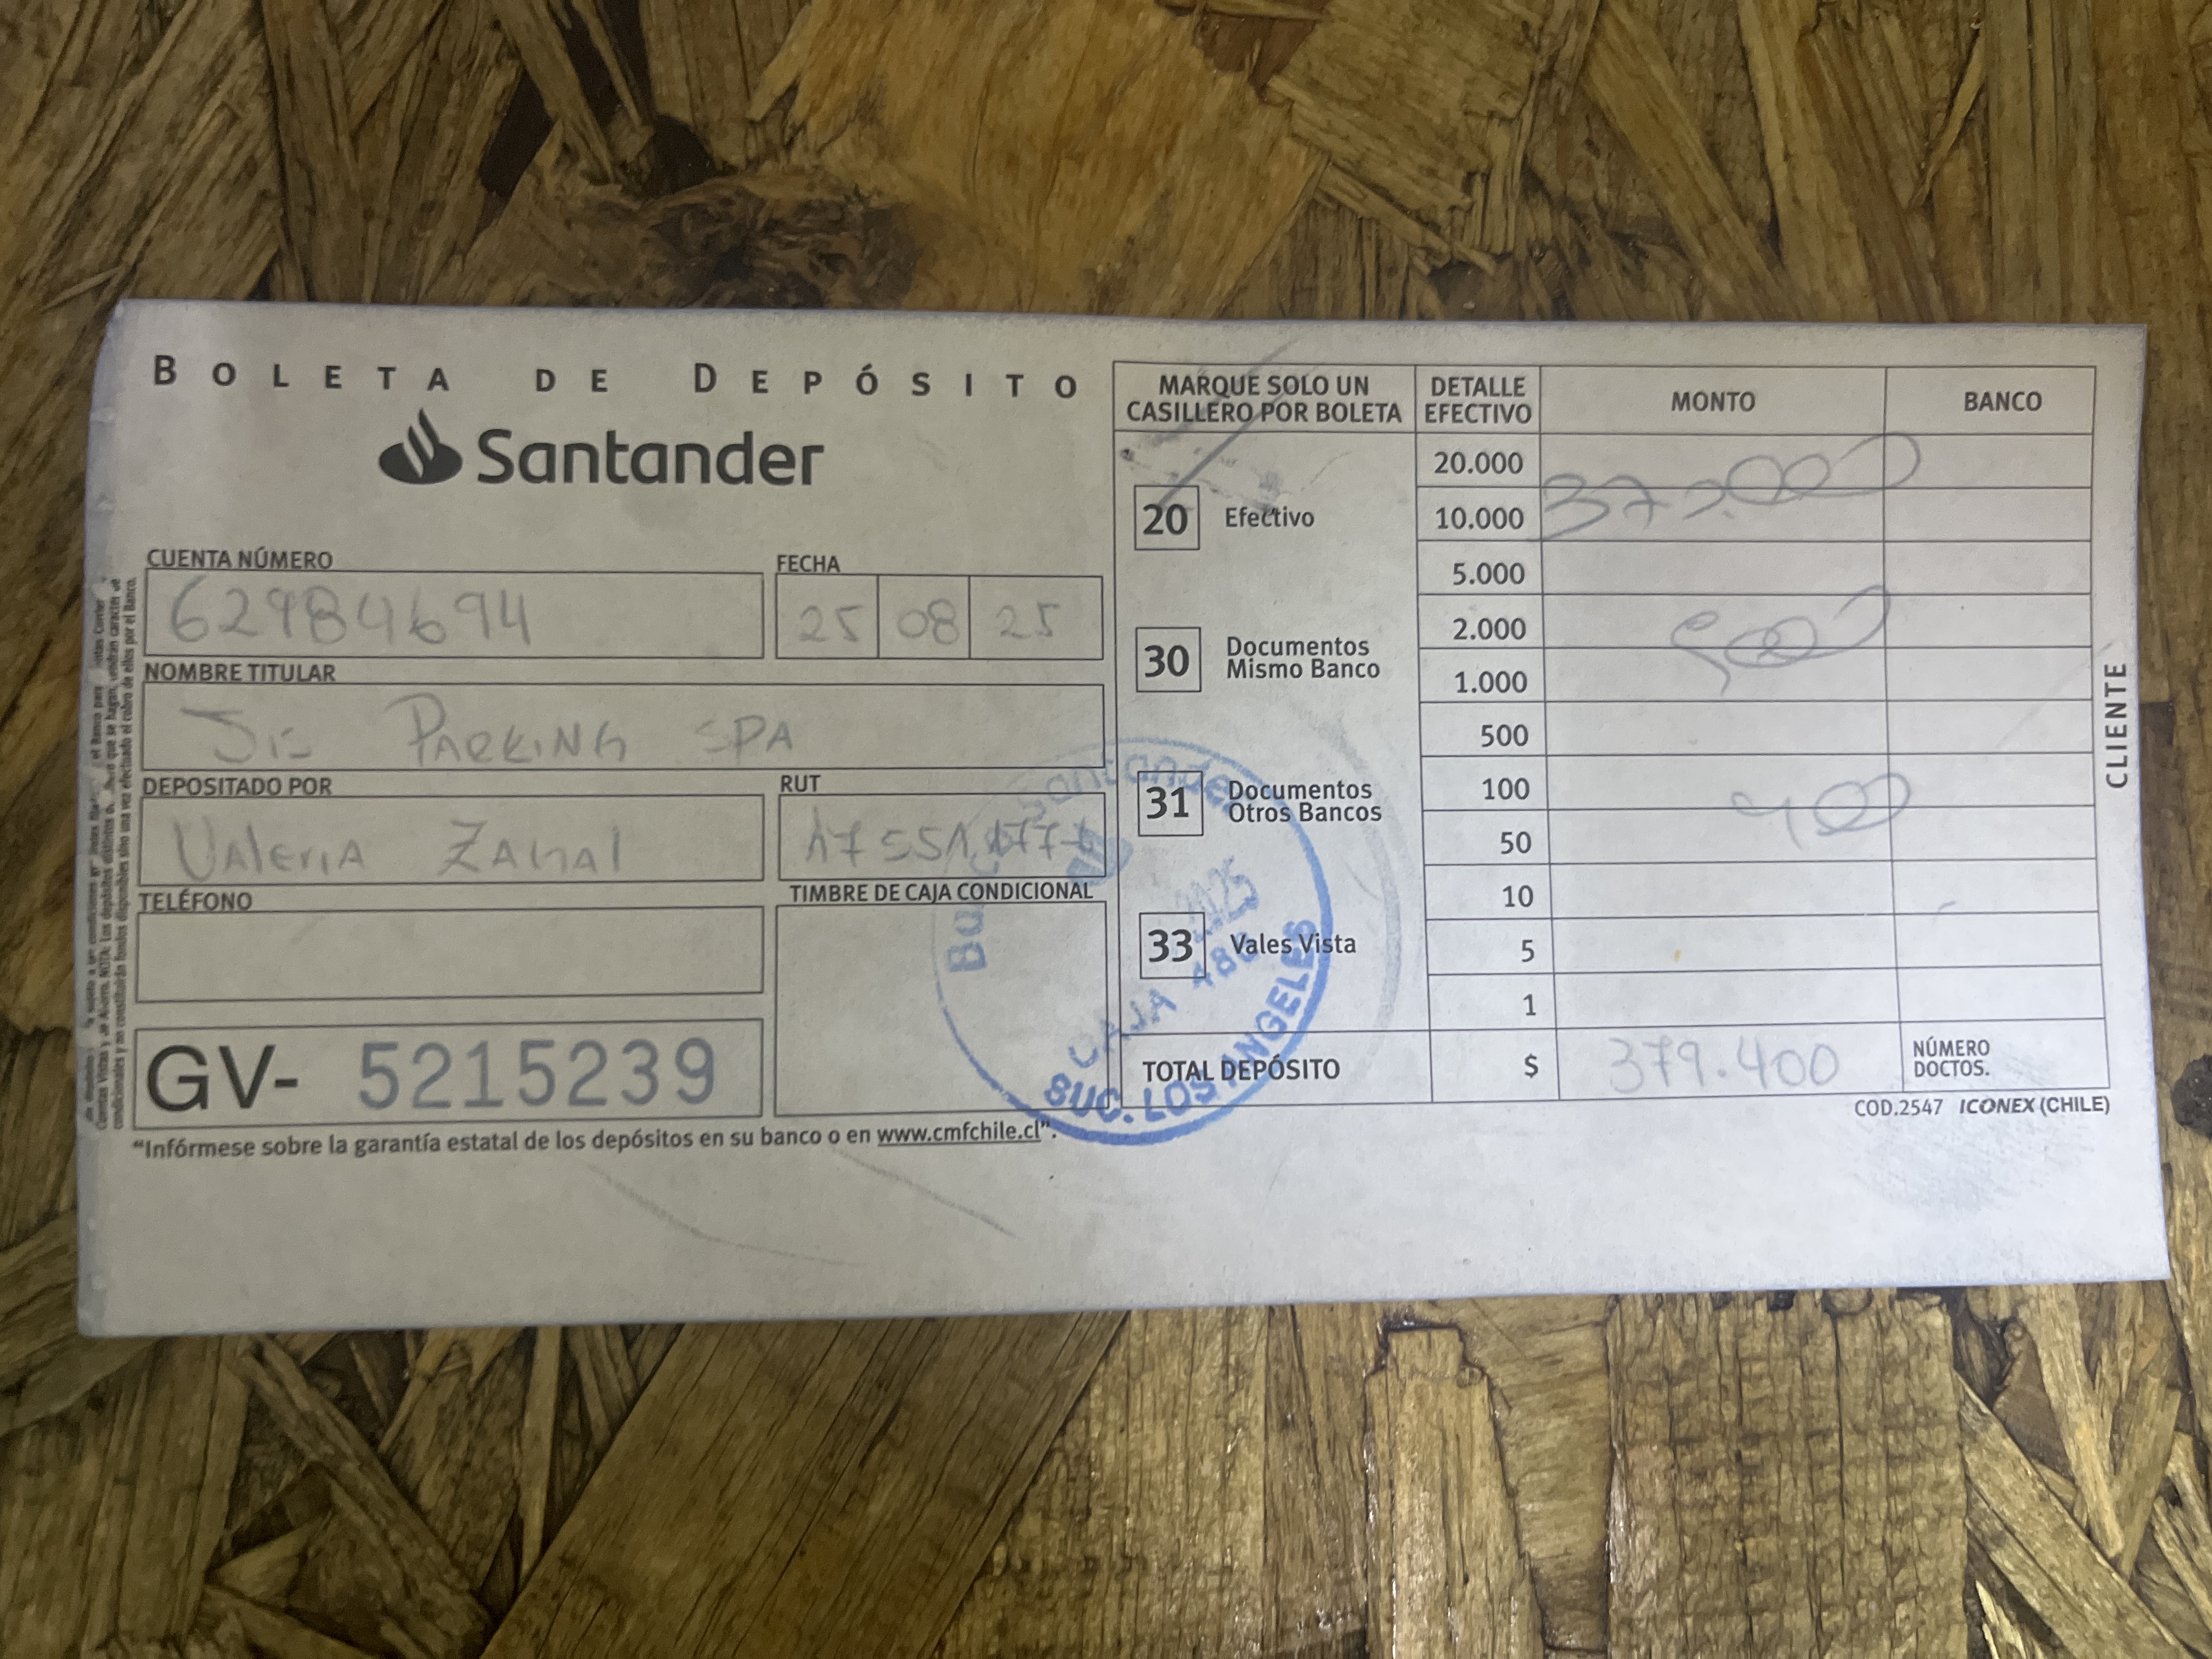 BOLETA DE DEPÓSITO
Santander
CUENTA NÚMERO
62984694
FECHA
25 08 25
NOMBRE TITULAR
PARKING SPA
DEPOSITADO POR
VALERIA
RUT
TELÉFONO
TIMBRE DE CAJA CONDICIONAL
GV- 5215239
"Infórmese sobre la garantía estatal de los depósitos en su banco o en www.cmfchile.cl".
MARQUE SOLO UN
CASILLERO POR BOLETA
20 Efectivo
30 Documentos
Mismo Banco
31 Documentos
Otros Bancos
33 Vales Vista
DETALLE
EFECTIVO
MONTO
BANCO
20.000
10.000
5.000
2.000
1.000
500
100
50
10
5
1
400
TOTAL DEPÓSITO $ 379.400
NÚMERO
DOCTOS.
COD.2547 ICONEX (CHILE)
CLIENTE
Santander
2025
CAJA
SUC. LOS ANGELES